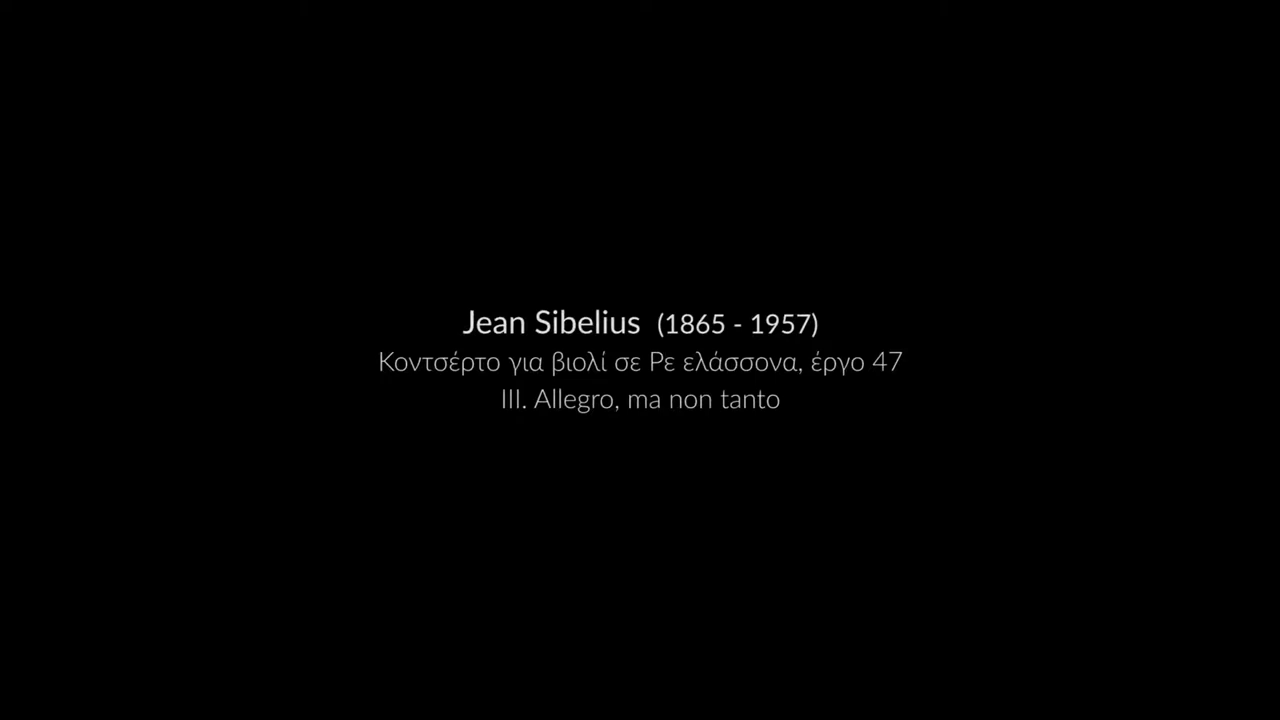 Jean Sibelius (1865 - 1957)
Κοντσέρτο για βιολί σε Ρε ελάσσονα, έργο 47
III. Allegro, ma non tanto